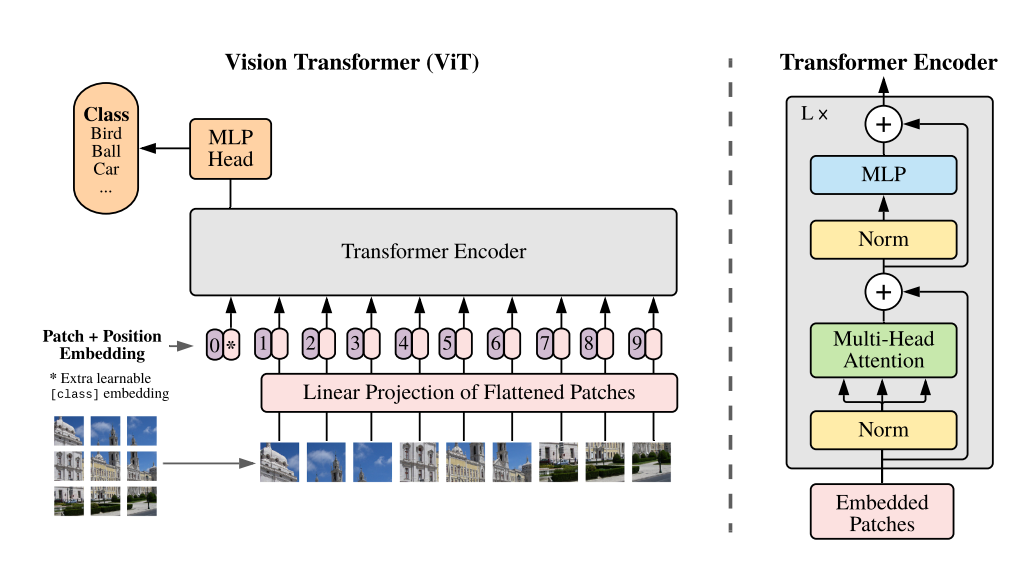 Vision Transformer (ViT)
Class
Bird
Ball
Car
...
MLP
Head
Transformer Encoder
0 * 1 2 3 4 5 6 7 8 9
Patch + Position
Embedding
* Extra learnable
[class] embedding
Linear Projection of Flattened Patches
Transformer Encoder
L ×
+
MLP
Norm
+
Multi-Head
Attention
Norm
Embedded
Patches